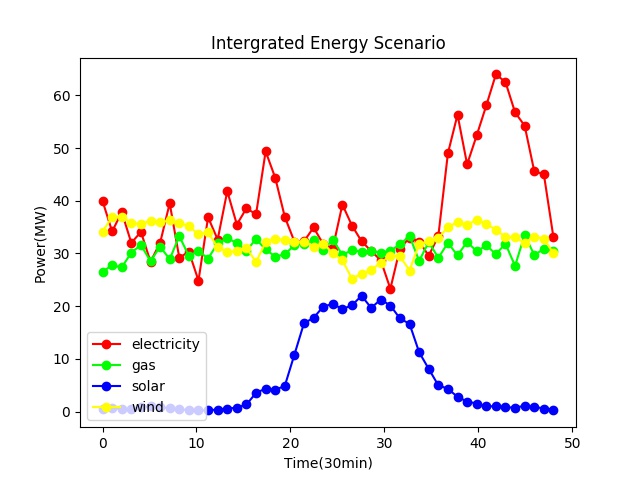 Intergrated Energy Scenario
Power(MW)
60
50
40
30
20
10
0
electricity
gas
solar
wind
0 10 20 30 40 50
Time(30min)